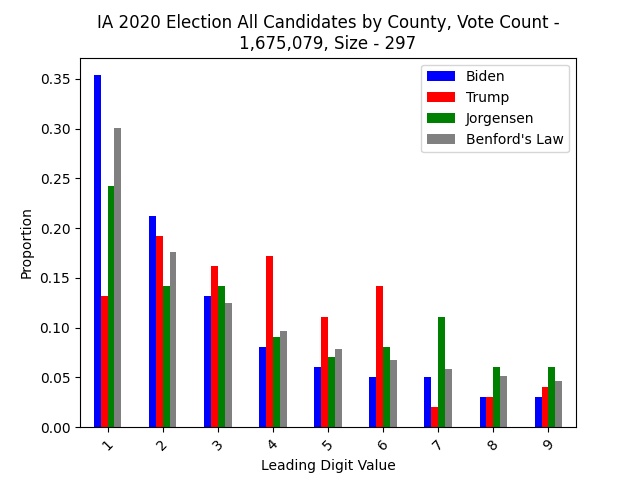 IA 2020 Election All Candidates by County, Vote Count -
1,675,079, Size - 297
Biden
Trump
Jorgensen
Benford's Law
Proportion
0.35
0.30
0.25
0.20
0.15
0.10
0.05
0.00
1 2 3 4 5 6 7 8 9
Leading Digit Value